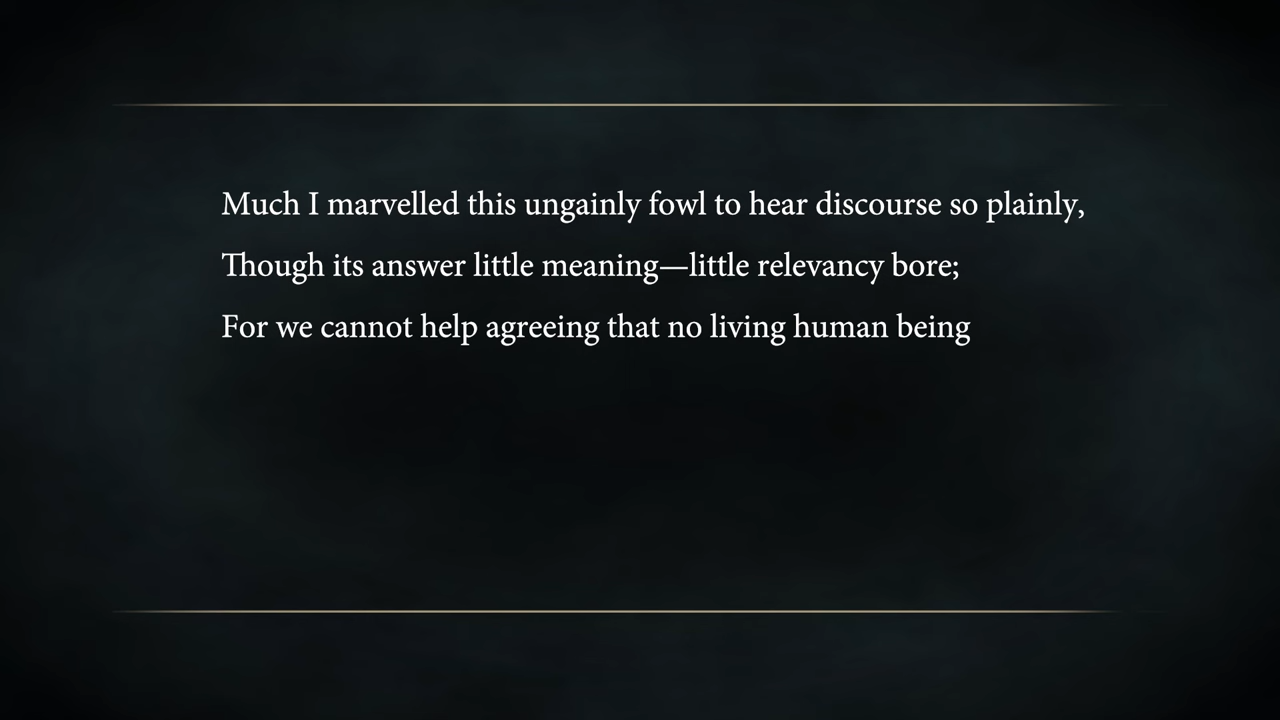 Much I marvelled this ungainly fowl to hear discourse so plainly,
Though its answer little meaning—little relevancy bore;
For we cannot help agreeing that no living human being